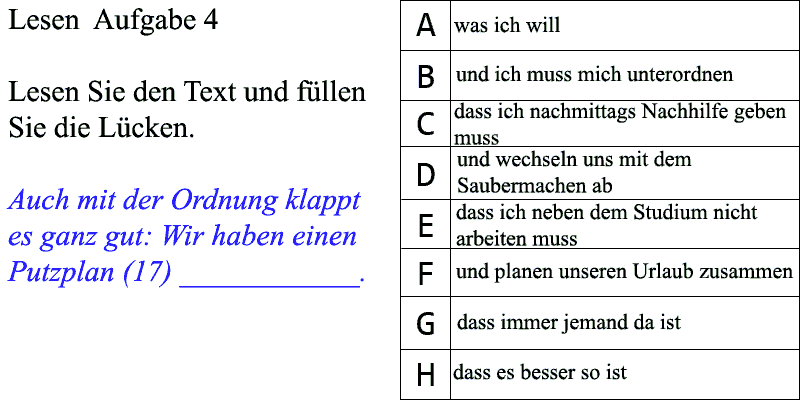 Lesen Aufgabe 4
Lesen Sie den Text und füllen
Sie die Lücken.
Auch mit der Ordnung klappt
es ganz gut: Wir haben einen
Putzplan (17) ____________.
A was ich will
B und ich muss mich unterordnen
C dass ich nachmittags Nachhilfe geben
muss
D und wechseln uns mit dem
Saubermachen ab
E dass ich neben dem Studium nicht
arbeiten muss
F und planen unseren Urlaub zusammen
G dass immer jemand da ist
H dass es besser so ist